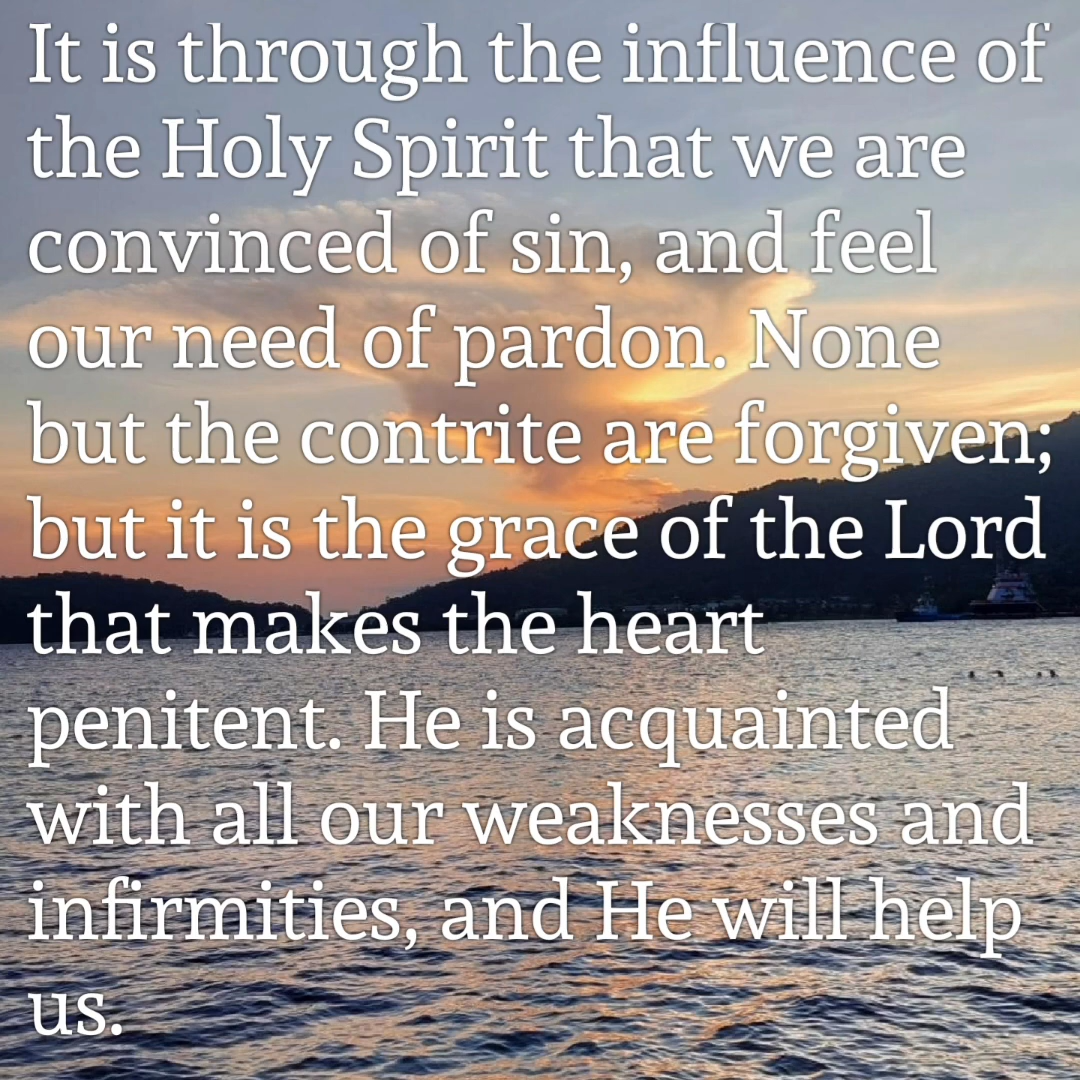 It is through the influence of
the Holy Spirit that we are
convinced of sin, and feel
our need of pardon. None
but the contrite are forgiven;
but it is the grace of the Lord
that makes the heart
penitent. He is acquainted
with all our weaknesses and
infirmities, and He will help
us.